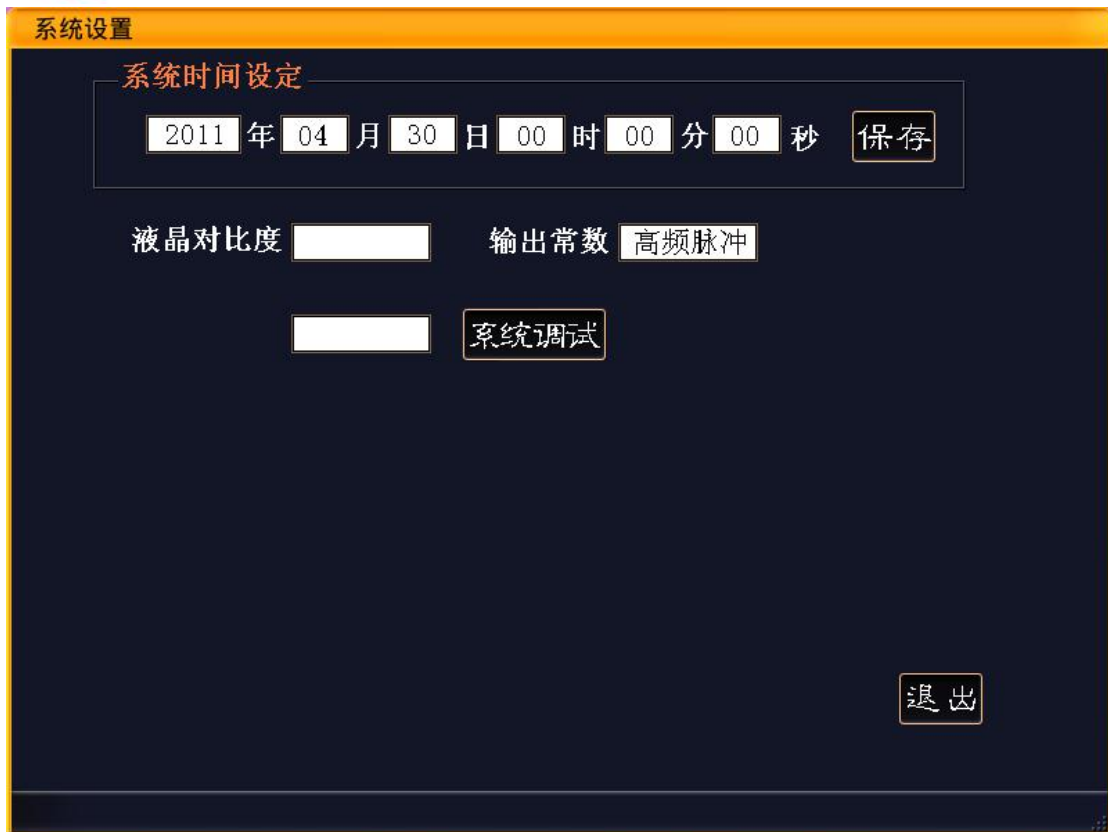 系统设置
系统时间设定
2011 年 04 月 30 日 00 时 00 分 00 秒 保存
液晶对比度 输出常数 高频脉冲
系统调试
退出